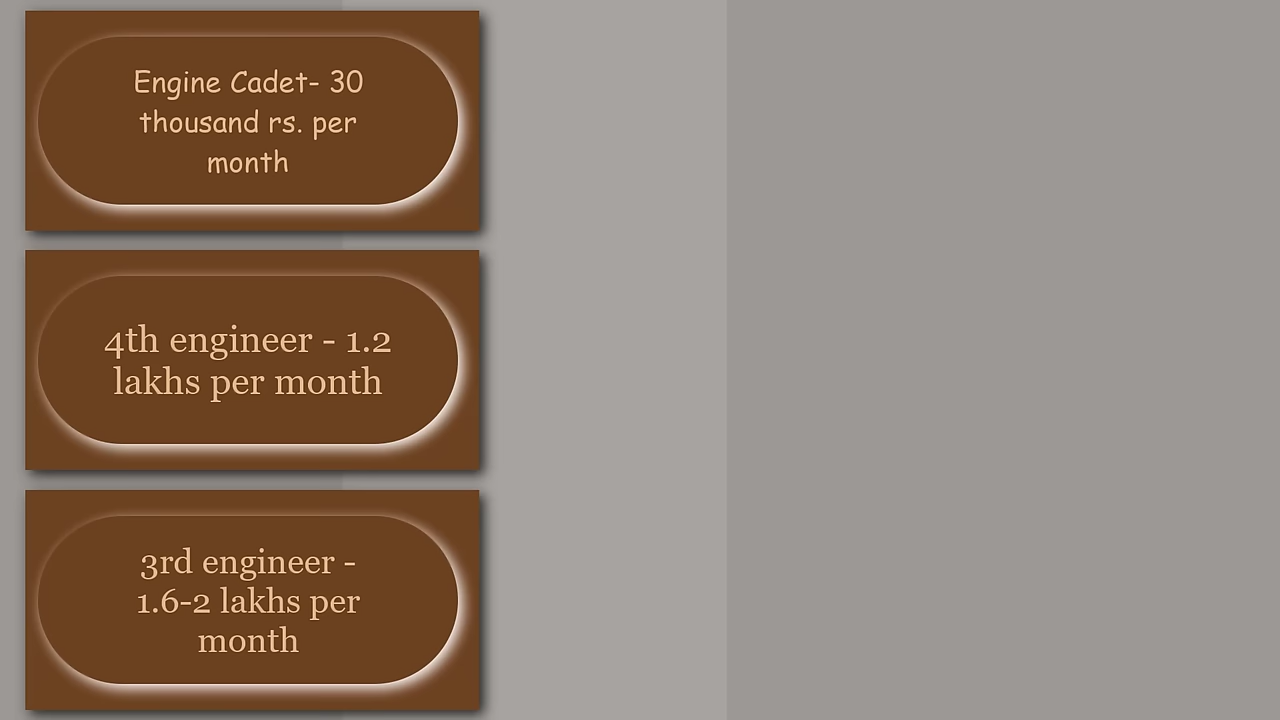 Engine Cadet- 30
thousand rs. per
month
4th engineer - 1.2
lakhs per month
3rd engineer -
1.6-2 lakhs per
month